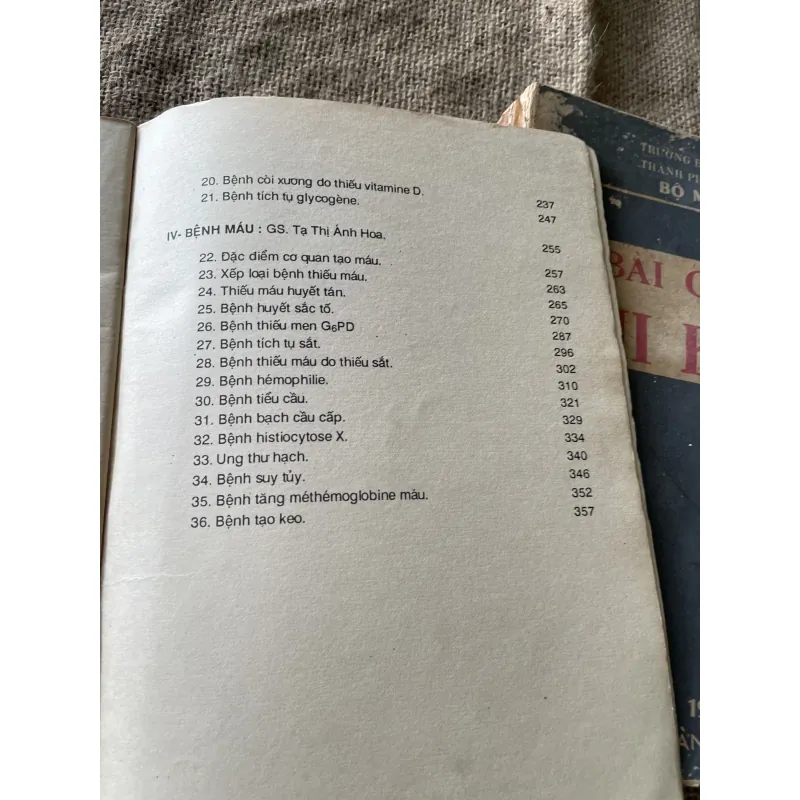 20. Bệnh còi xương do thiếu vitamine D. 237
21. Bệnh tích tụ glycogène. 247
IV- BỆNH MÁU : GS. Tạ Thị Ánh Hoa. 255
22. Đặc điểm cơ quan tạo máu. 257
23. Xếp loại bệnh thiếu máu. 263
24. Thiếu máu huyết tán. 265
25. Bệnh huyết sắc tố. 270
26. Bệnh thiếu men G6PD 287
27. Bệnh tích tụ sắt. 296
28. Bệnh thiếu máu do thiếu sắt. 302
29. Bệnh hémophilie. 310
30. Bệnh tiểu cầu. 321
31. Bệnh bạch cầu cấp. 329
32. Bệnh histiocytose X. 334
33. Ung thư hạch. 340
34. Bệnh suy tủy. 346
35. Bệnh tăng méthémoglobine máu. 352
36. Bệnh tạo keo. 357
TRƯỜNG
THÀNH
BỘ
BÀI
19